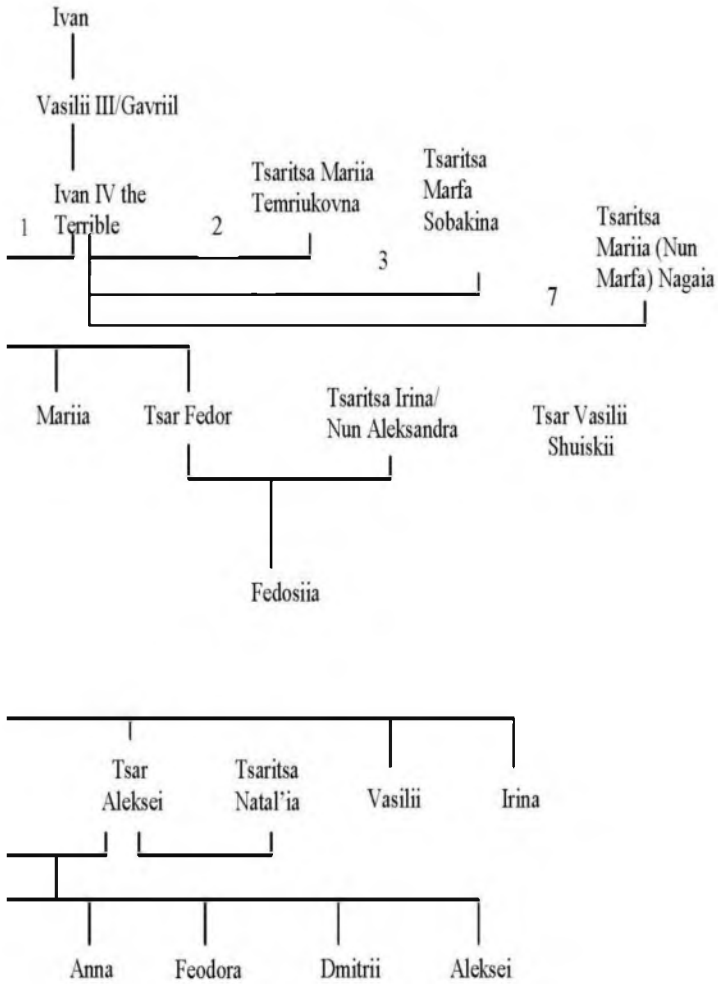 Ivan
Vasilii III/Gavriil
Ivan IV the
Terrible
1
2
Tsaritsa Mariia
Temriukovna
3
Tsaritsa
Marfa
Sobakina
7
Tsaritsa
Mariia (Nun
Marfa) Nagaia
Mariia
Tsar Fedor
Tsaritsa Irina/
Nun Aleksandra
Tsar Vasilii
Shuiskii
Fedosiia
Tsar
Aleksei
Tsaritsa
Natal'ia
Vasilii
Irina
Anna
Feodora
Dmitrii
Aleksei